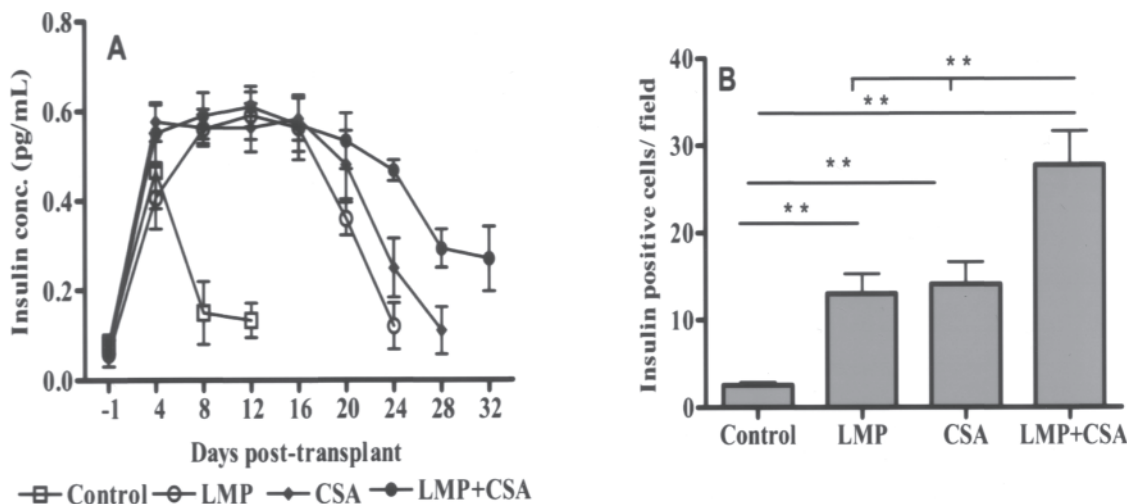 A
Insulin conc. (pg/mL)
0.8
0.6
0.4
0.2
0.0
-1 4 8 12 16 20 24 28 32
Days post-transplant
Control LMP CSA LMP+CSA
B
Insulin positive cells/ field
40
30
20
10
0
**
**
**
**
Control LMP CSA LMP+CSA